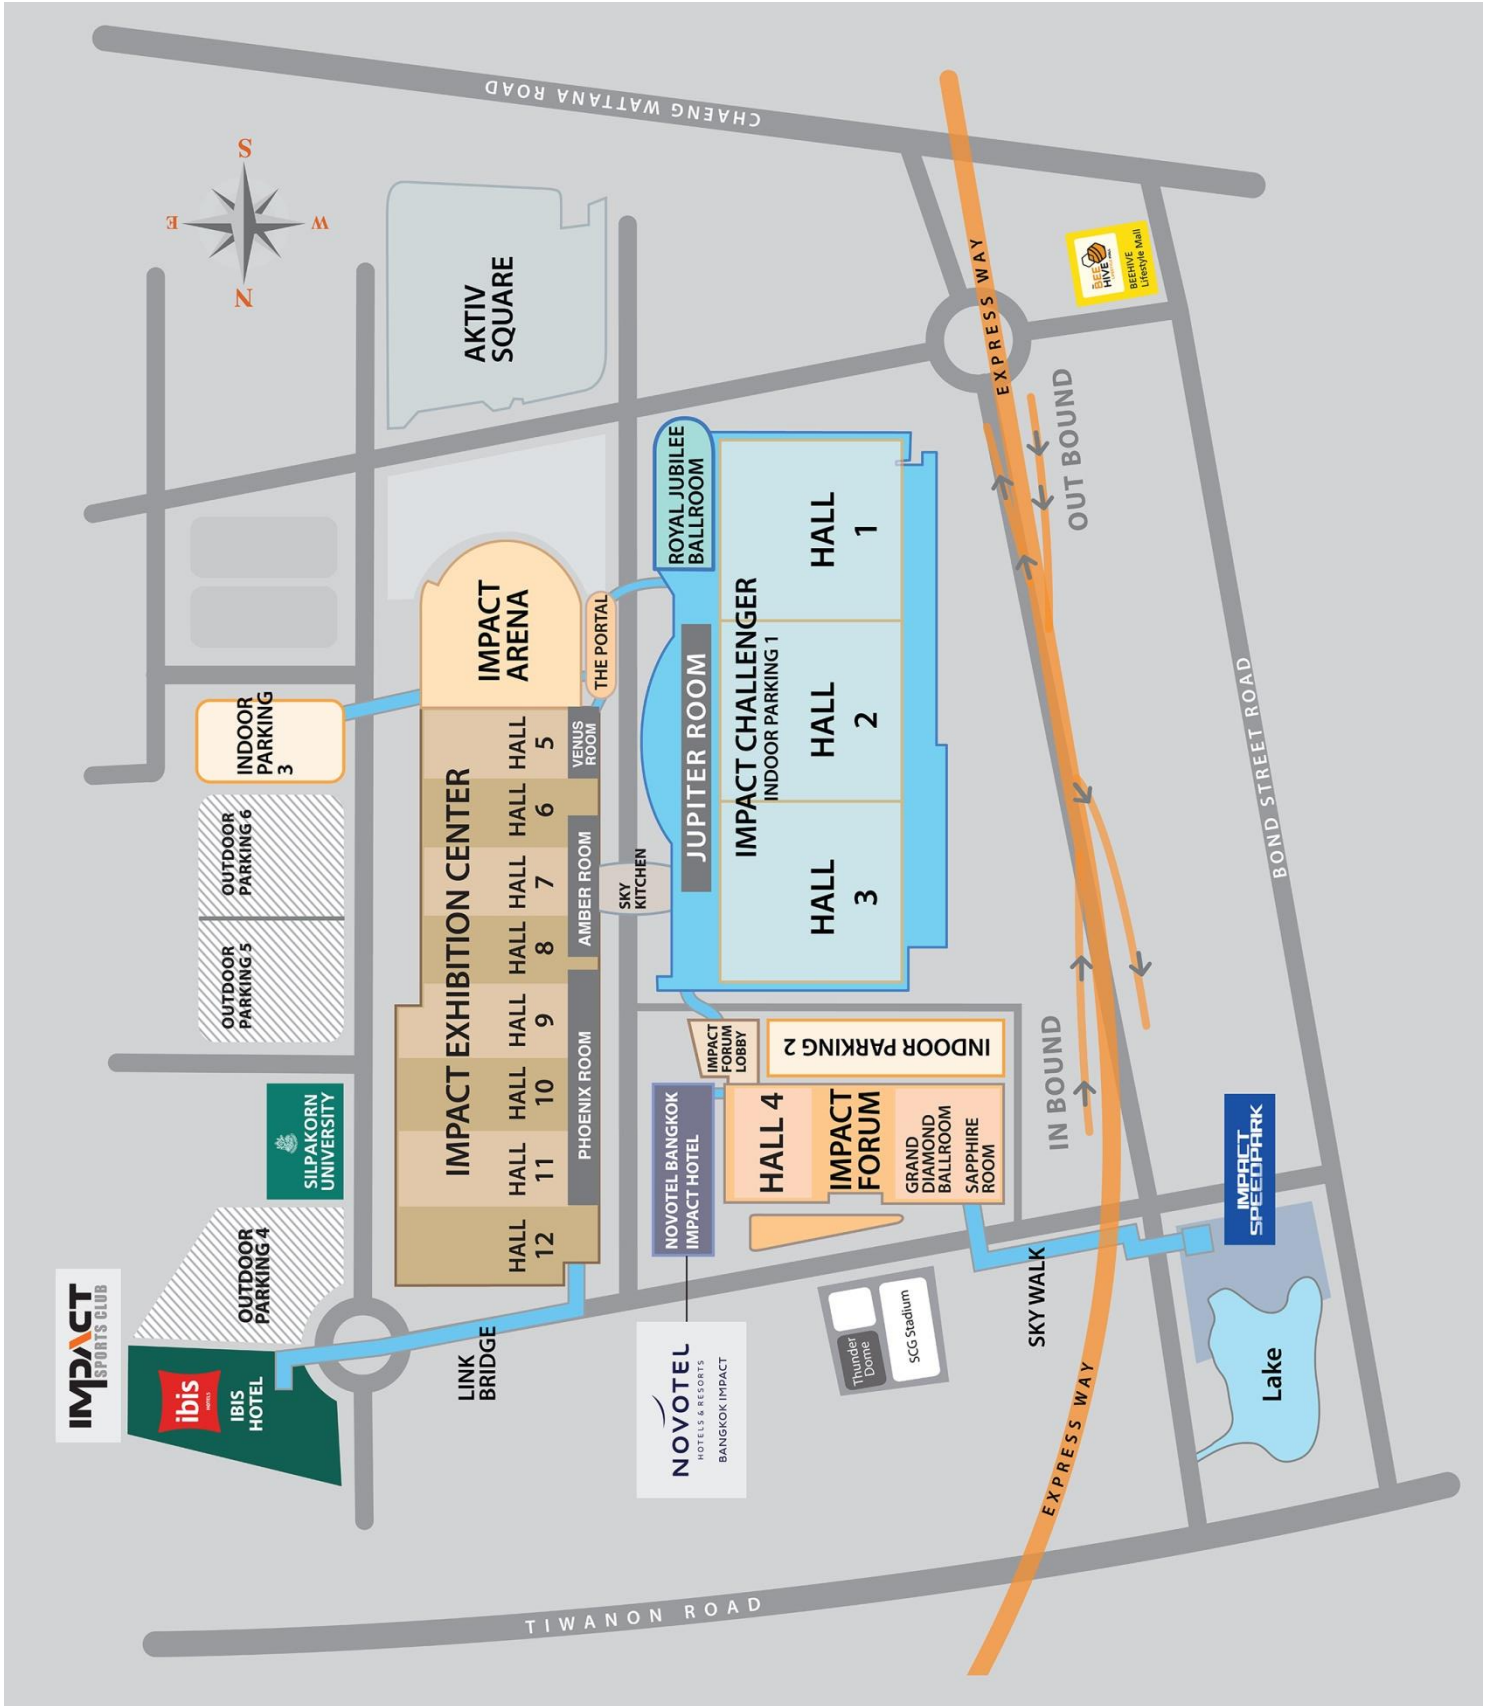 CHAENG WATTANA ROAD
S
E
W
N
AKTIV
SQUARE
EXPRESS WAY
BEE
HIVE
BEEHIVE
Lifestyle Mall
OUT BOUND
ROYAL JUBILEE
BALLROOM
IMPACT
ARENA
THE PORTAL
INDOOR
PARKING
3
OUTDOOR
PARKING 6
OUTDOOR
PARKING 5
IMPACT EXHIBITION CENTER
HALL
5
HALL
6
HALL
7
HALL
8
HALL
9
HALL
10
HALL
11
HALL
12
VENUS
ROOM
AMBER ROOM
PHOENIX ROOM
SKY
KITCHEN
JUPITER ROOM
IMPACT CHALLENGER
INDOOR PARKING 1
HALL
1
HALL
2
HALL
3
BOND STREET ROAD
IMPACT
FORUM
LOBBY
INDOOR PARKING 2
IN BOUND
SILPAKORN
UNIVERSITY
OUTDOOR
PARKING 4
NOVOTEL BANGKOK
IMPACT HOTEL
HALL 4
IMPACT
FORUM
GRAND
DIAMOND
BALLROOM
SAPPHIRE
ROOM
IMPACT
SPEEDPARK
IMPACT
SPORTS CLUB
ibis
HOTELS
IBIS
HOTEL
LINK
BRIDGE
NOVOTEL
HOTELS & RESORTS
BANGKOK IMPACT
Thunder
Dome
SCG Stadium
SKY WALK
Lake
EXPRESS WAY
TIWANON ROAD